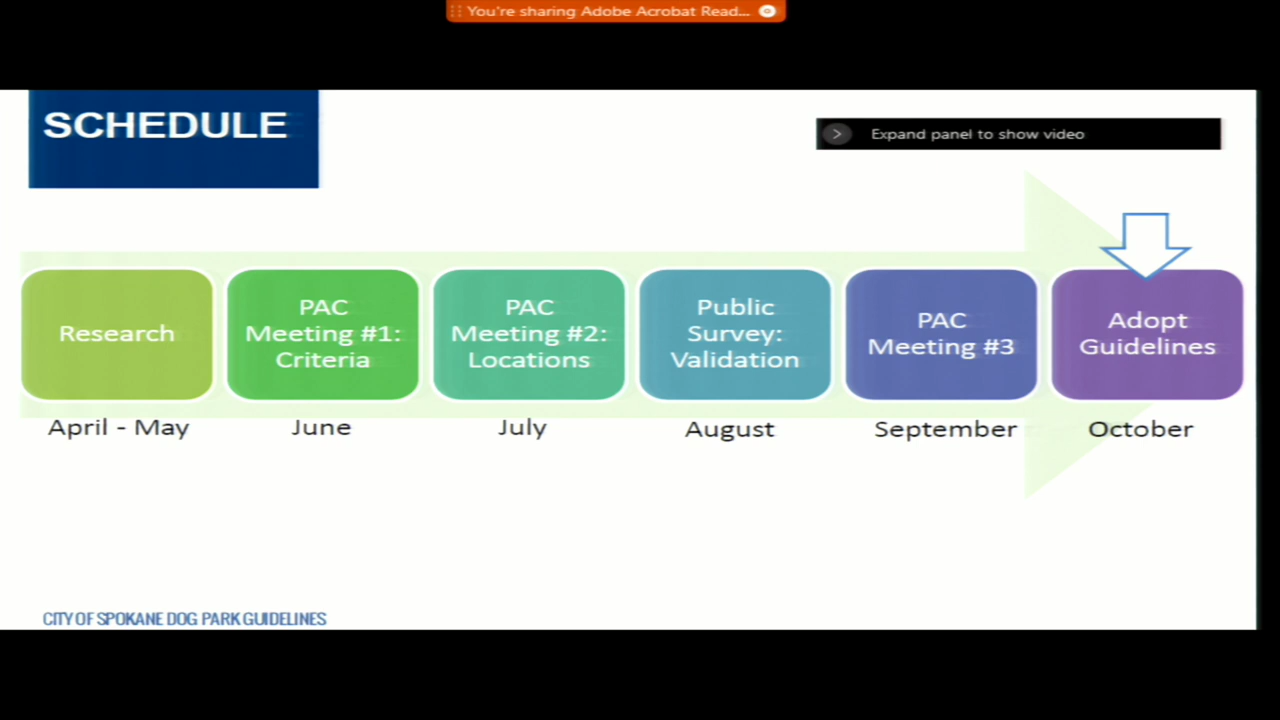 You're sharing Adobe Acrobat Read...
SCHEDULE
Expand panel to show video
Research
PAC
Meeting #1:
Criteria
PAC
Meeting #2:
Locations
Public
Survey:
Validation
PAC
Meeting #3
Adopt
Guidelines
April - May
June
July
August
September
October
CITY OF SPOKANE DOG PARK GUIDELINES